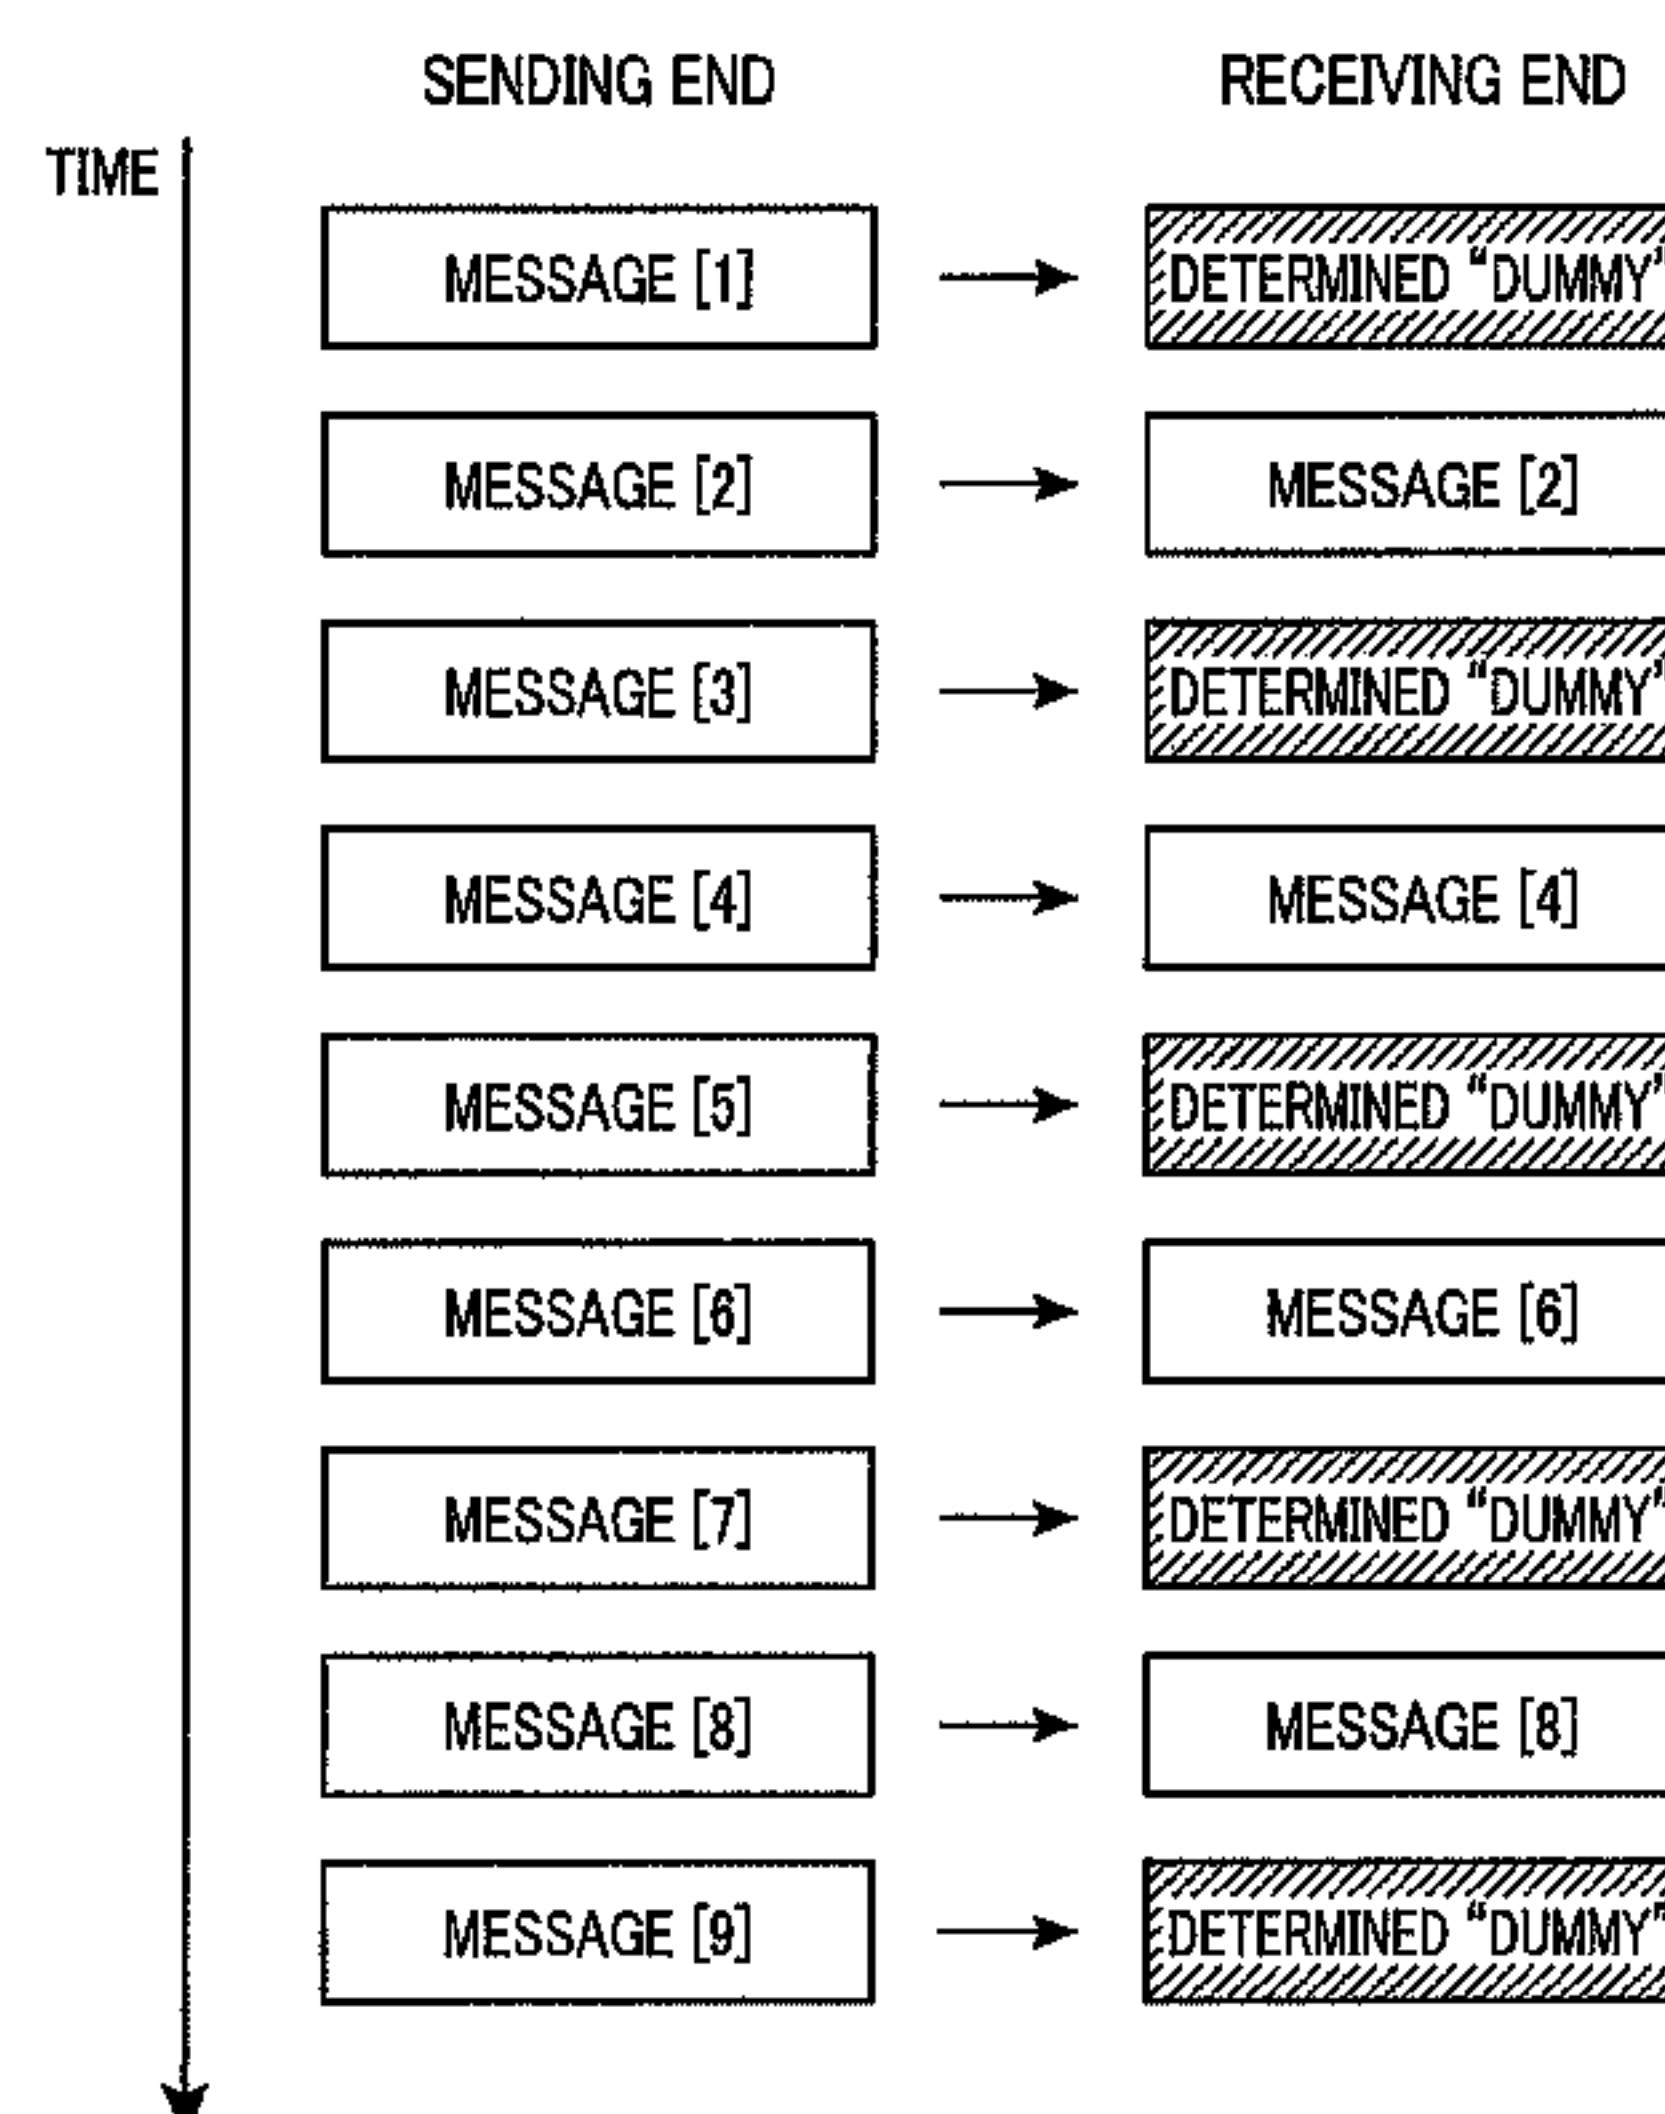 SENDING END RECEIVING END
TIME
MESSAGE [1] DETERMINED “DUMMY”
MESSAGE [2] MESSAGE [2]
MESSAGE [3] DETERMINED “DUMMY”
MESSAGE [4] MESSAGE [4]
MESSAGE [5] DETERMINED “DUMMY”
MESSAGE [6] MESSAGE [6]
MESSAGE [7] DETERMINED “DUMMY”
MESSAGE [8] MESSAGE [8]
MESSAGE [9] DETERMINED “DUMMY”